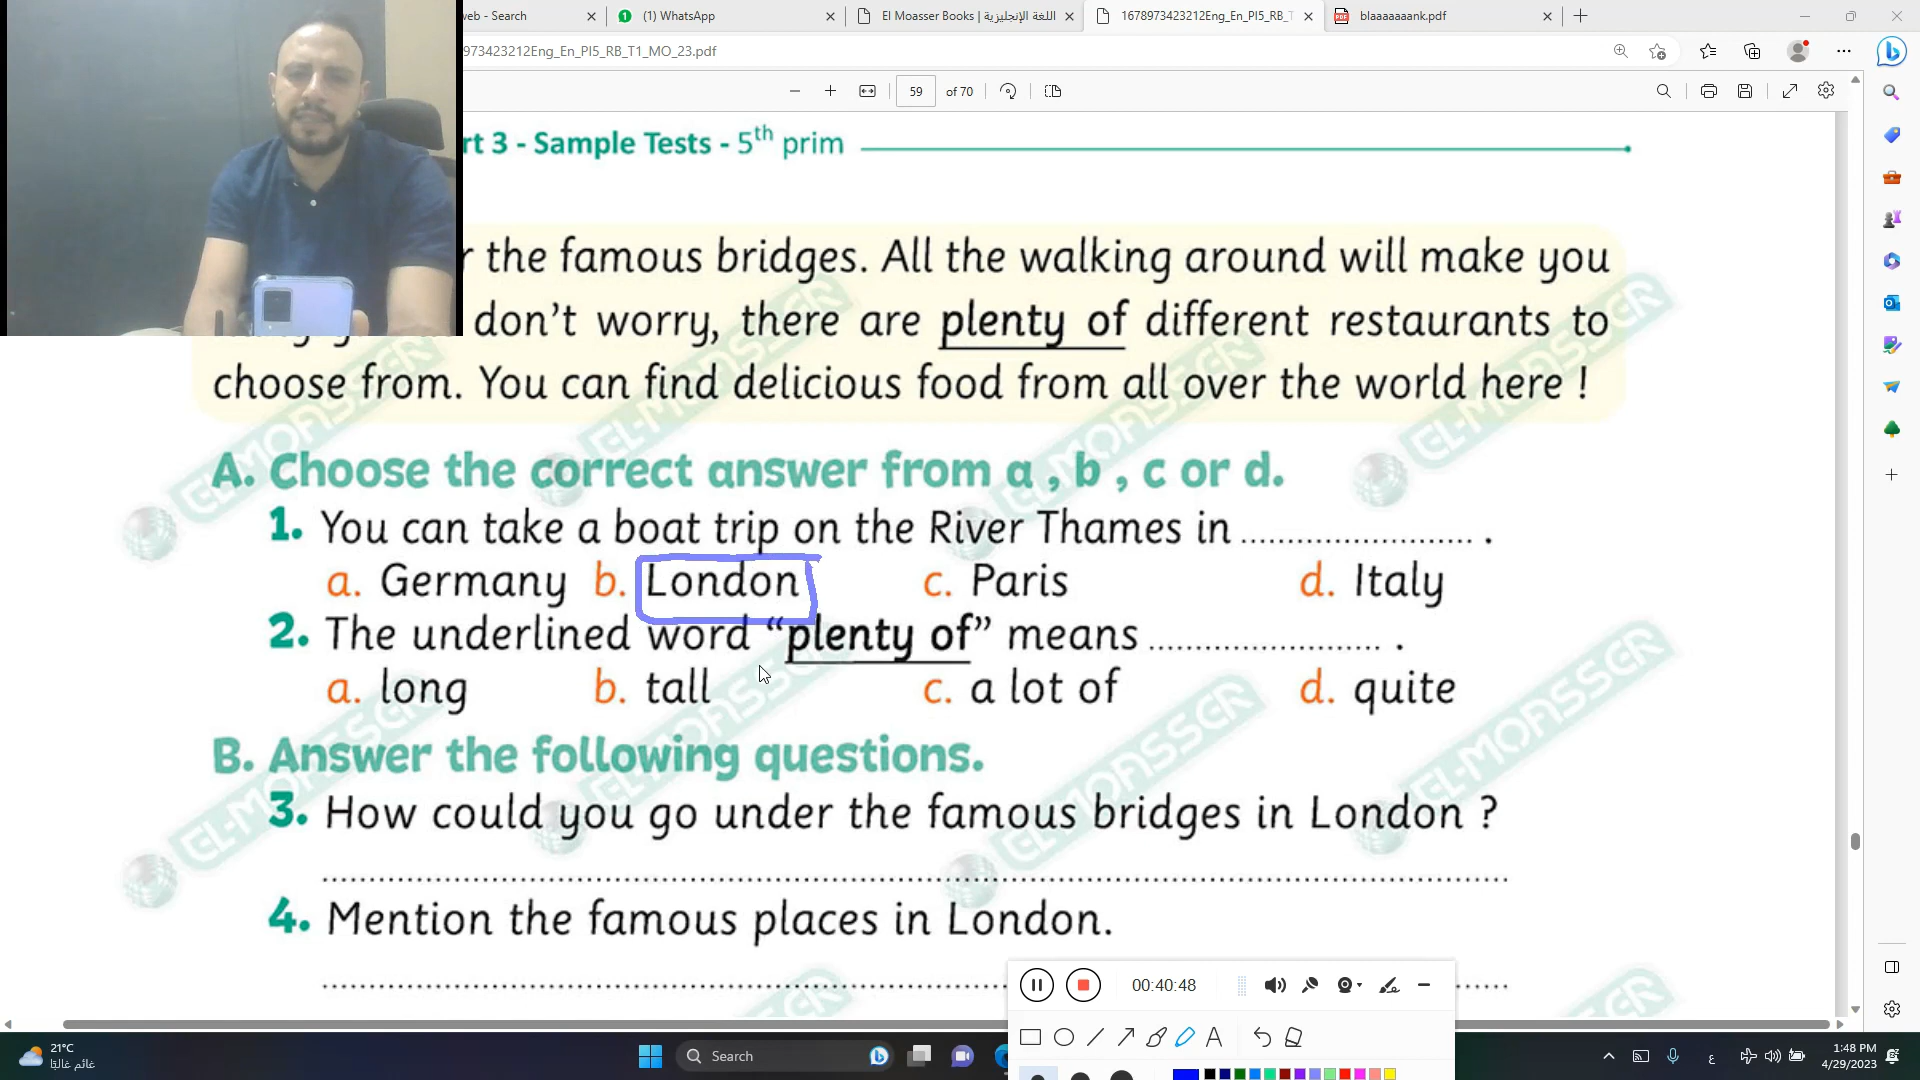 web - Search
(1) WhatsApp
El Moasser Books | اللغة الإنجليزية
1678973423212Eng_En_PI5_RB_T
blaaaaaaank.pdf
973423212Eng_En_PI5_RB_T1_MO_23.pdf
59 of 70
rt 3 - Sample Tests - 5th prim
r the famous bridges. All the walking around will make you
don't worry, there are plenty of different restaurants to
choose from. You can find delicious food from all over the world here !
A. Choose the correct answer from a , b , c or d.
1. You can take a boat trip on the River Thames in ........................ .
a. Germany b. London c. Paris d. Italy
2. The underlined word “plenty of” means ........................ .
a. long b. tall c. a lot of d. quite
B. Answer the following questions.
3. How could you go under the famous bridges in London ?
4. Mention the famous places in London.
EL-MOASSER
00:40:48
21°C
غائم غالبًا
Search
ع
1:48 PM
4/29/2023